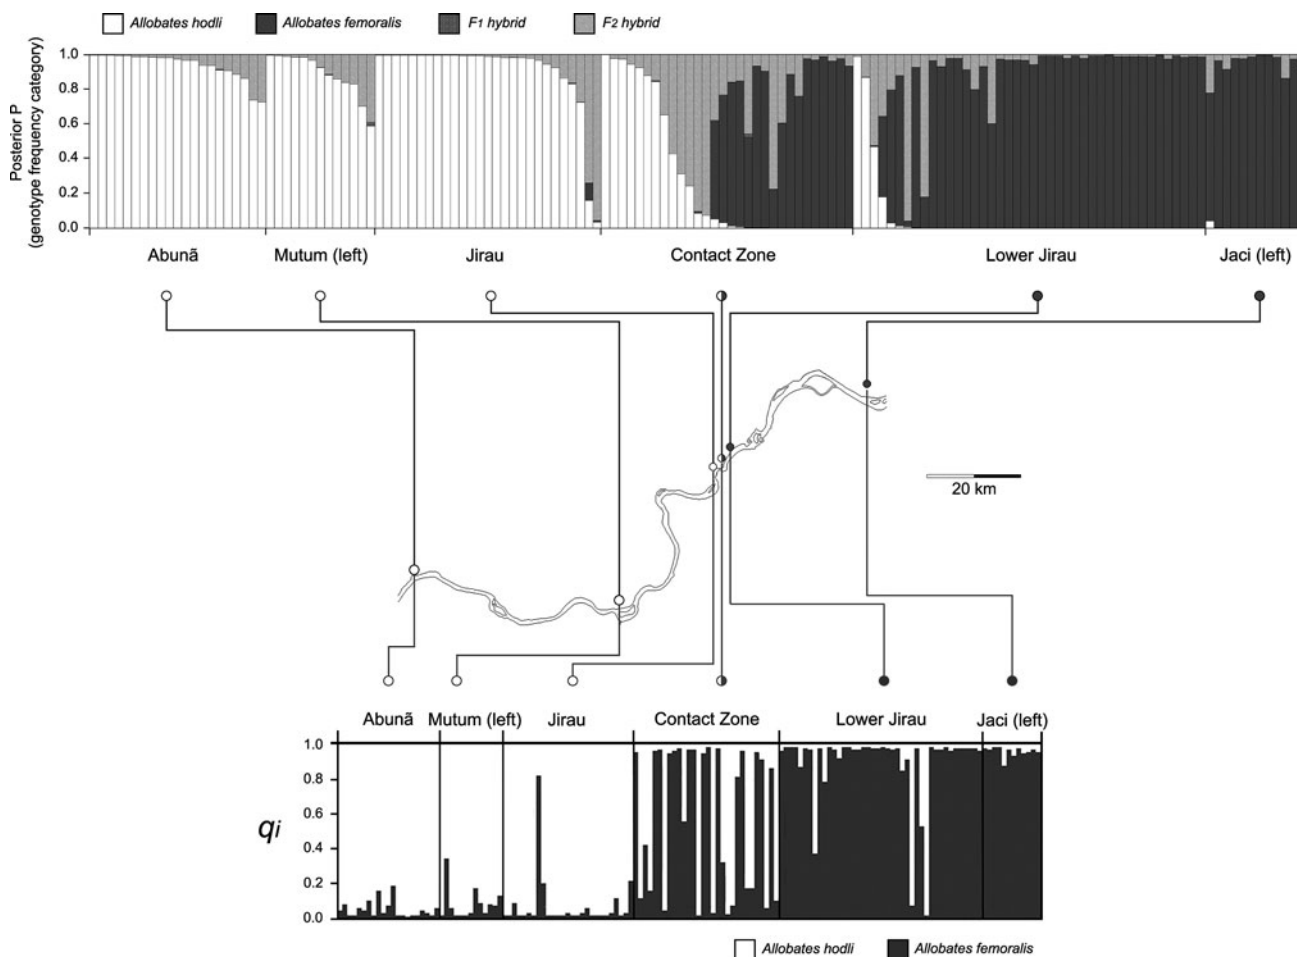 Allobates hodli Allobates femoralis F1 hybrid F2 hybrid
Posterior P
(genotype frequency category)
1.0
0.8
0.6
0.4
0.2
0.0
Abunã Mutum (left) Jirau Contact Zone Lower Jirau Jaci (left)
20 km
Abunã Mutum (left) Jirau Contact Zone Lower Jirau Jaci (left)
qi
1.0
0.8
0.6
0.4
0.2
0.0
Allobates hodli Allobates femoralis